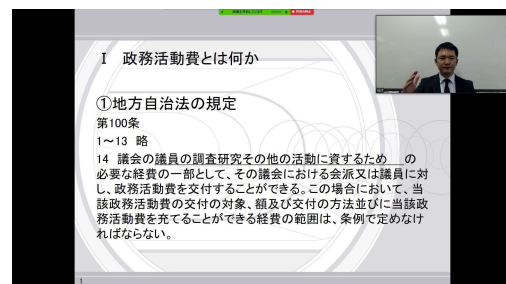 Ⅰ　政務活動費とは何か
①地方自治法の規定
第100条
1～13　略
14　議会の議員の調査研究その他の活動に資するため　の
必要な経費の一部として、その議会における会派又は議員に対
し、政務活動費を交付することができる。この場合において、当
該政務活動費の交付の対象、額及び交付の方法並びに当該政
務活動費を充てることができる経費の範囲は、条例で定めなけ
ればならない。
1